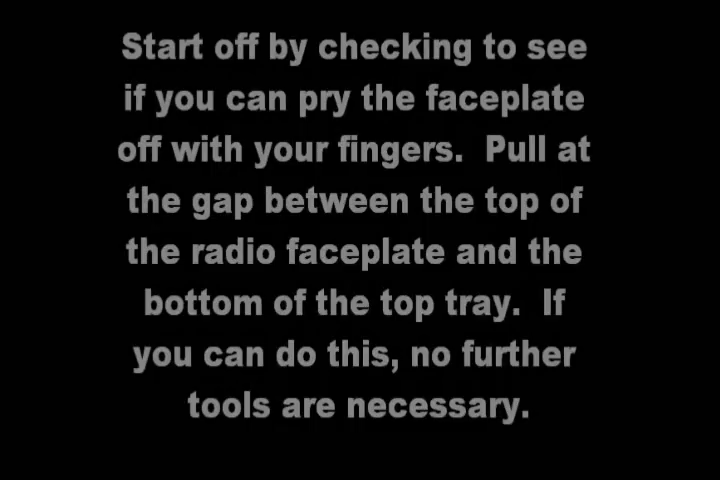 Start off by checking to see
if you can pry the faceplate
off with your fingers.  Pull at
the gap between the top of
the radio faceplate and the
bottom of the top tray.  If
you can do this, no further
tools are necessary.